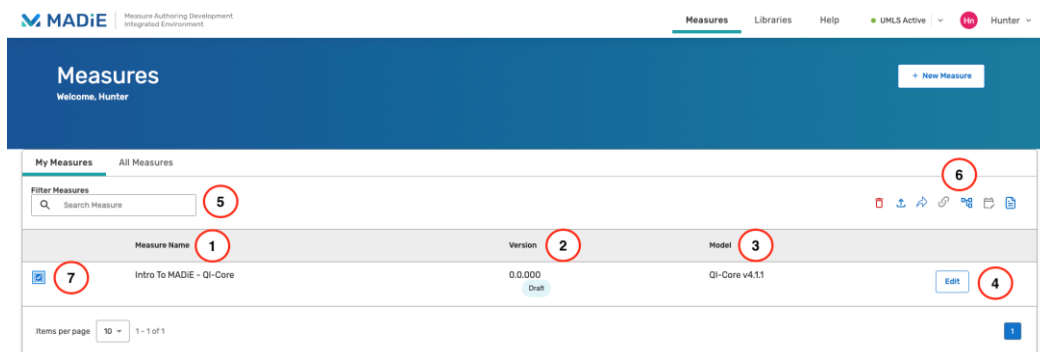 MADiE Measure Authoring Development Integrated Environment Measures Libraries Help UMLS Active Hn Hunter
Measures
Welcome, Hunter
+ New Measure
My Measures All Measures
6
Filter Measures
Search Measure
5
Measure Name 1 Version 2 Model 3
7 Intro To MADiE - QI-Core 0.0.000 QI-Core v4.1.1 Edit 4
Draft
Items per page 10 1 - 1 of 1 1